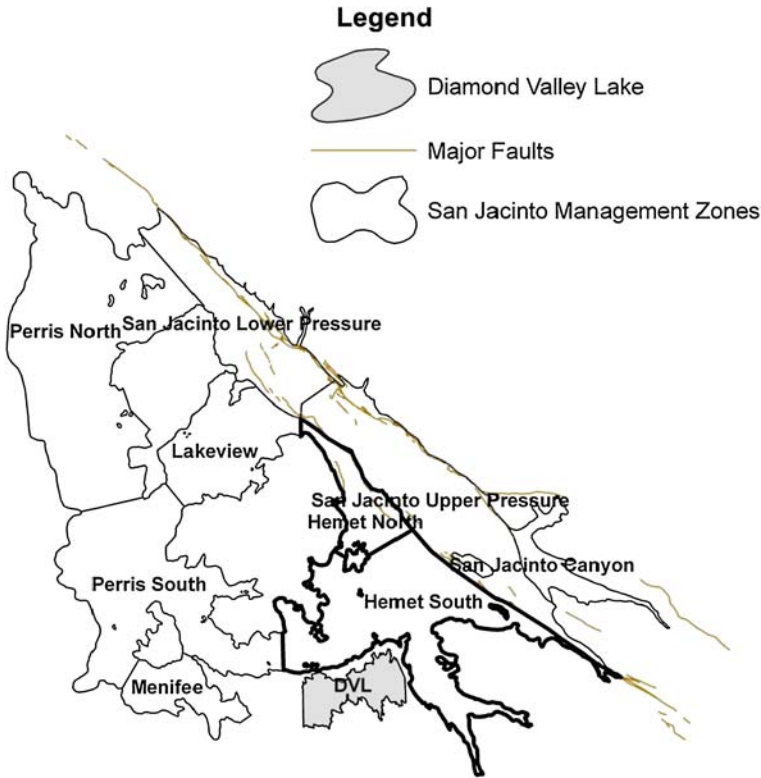 Legend
Diamond Valley Lake
Major Faults
San Jacinto Management Zones
Perris North
San Jacinto Lower Pressure
Lakeview
San Jacinto Upper Pressure
Hemet North
San Jacinto Canyon
Perris South
Hemet South
Menifee
DVL